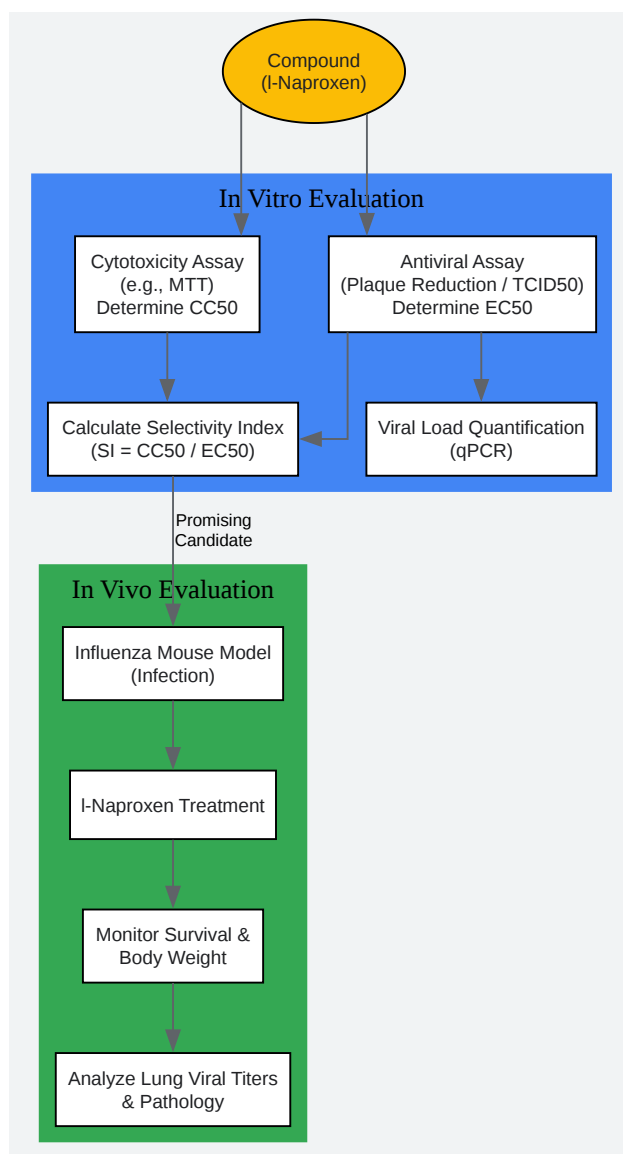 Compound
(l-Naproxen)
In Vitro Evaluation
Cytotoxicity Assay
(e.g., MTT)
Determine CC50
Antiviral Assay
(Plaque Reduction / TCID50)
Determine EC50
Calculate Selectivity Index
(SI = CC50 / EC50)
Viral Load Quantification
(qPCR)
Promising
Candidate
In Vivo Evaluation
Influenza Mouse Model
(Infection)
l-Naproxen Treatment
Monitor Survival &
Body Weight
Analyze Lung Viral Titers
& Pathology